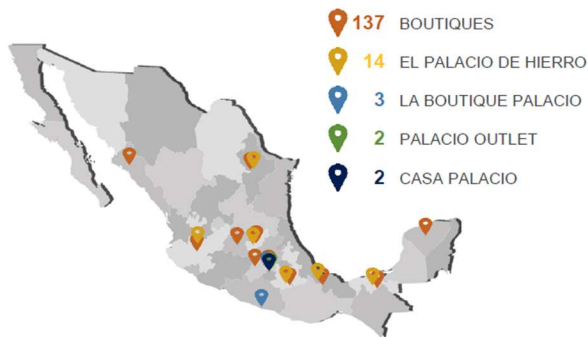 137 BOUTIQUES
14 EL PALACIO DE HIERRO
3 LA BOUTIQUE PALACIO
2 PALACIO OUTLET
2 CASA PALACIO